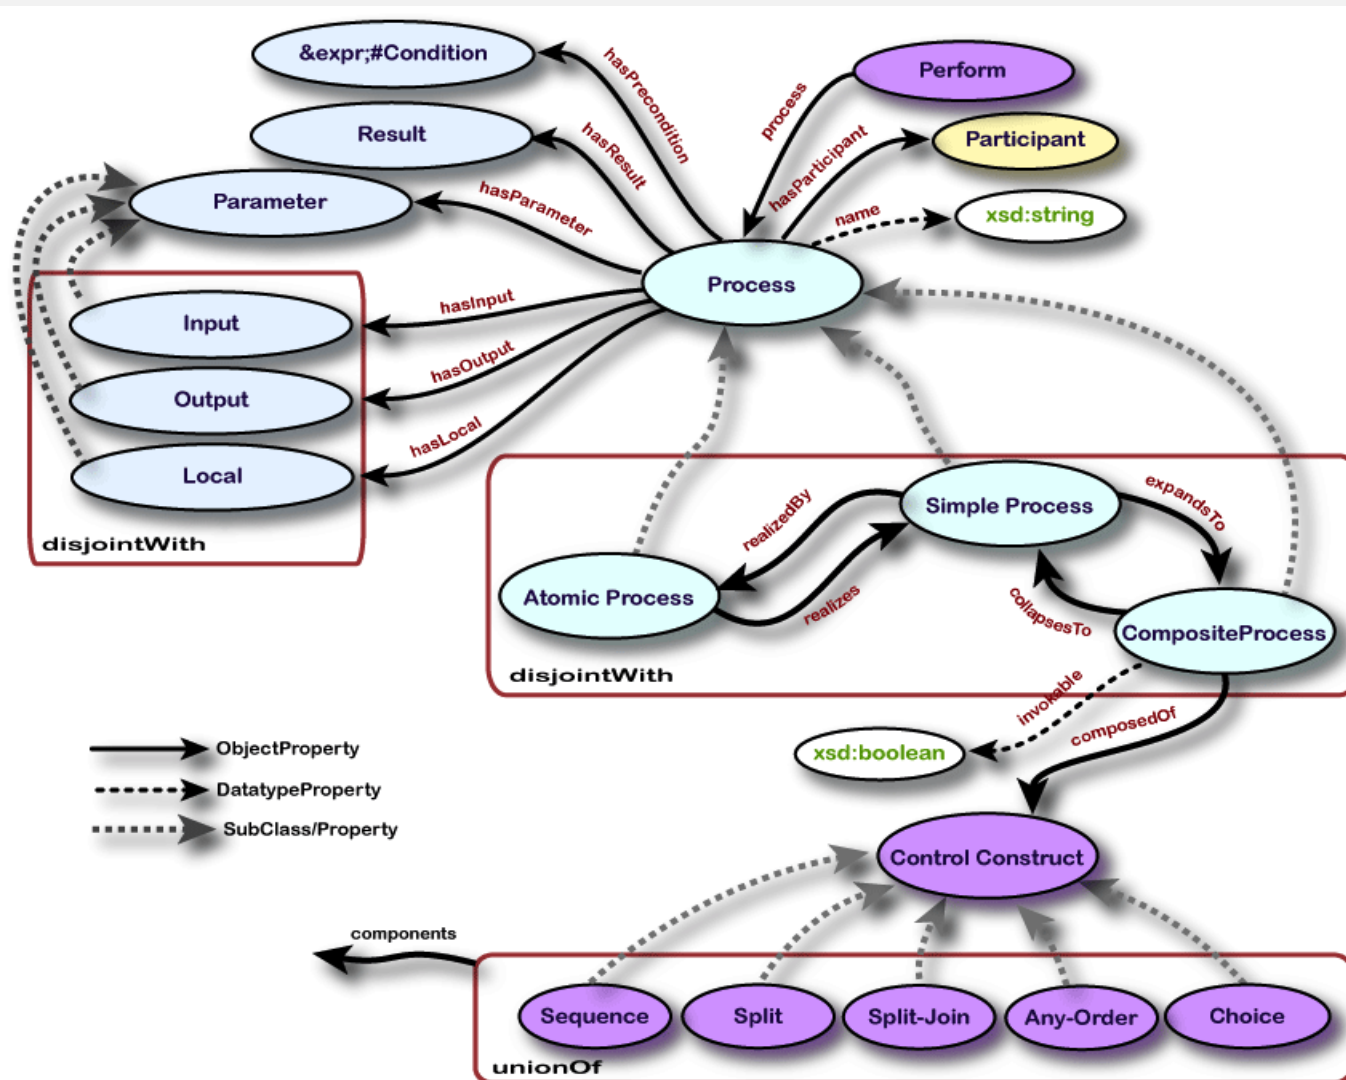 &expr;#Condition
hasPrecondition
Perform
process
Result
hasResult
hasParticipant
Participant
Parameter
hasParameter
name
xsd:string
Process
Input
hasInput
Output
hasOutput
Local
hasLocal
disjointWith
Simple Process
expandsTo
realizedBy
Atomic Process
realizes
collapsesTo
CompositeProcess
disjointWith
invokable
composedOf
xsd:boolean
ObjectProperty
DatatypeProperty
SubClass/Property
Control Construct
components
Sequence
Split
Split-Join
Any-Order
Choice
unionOf